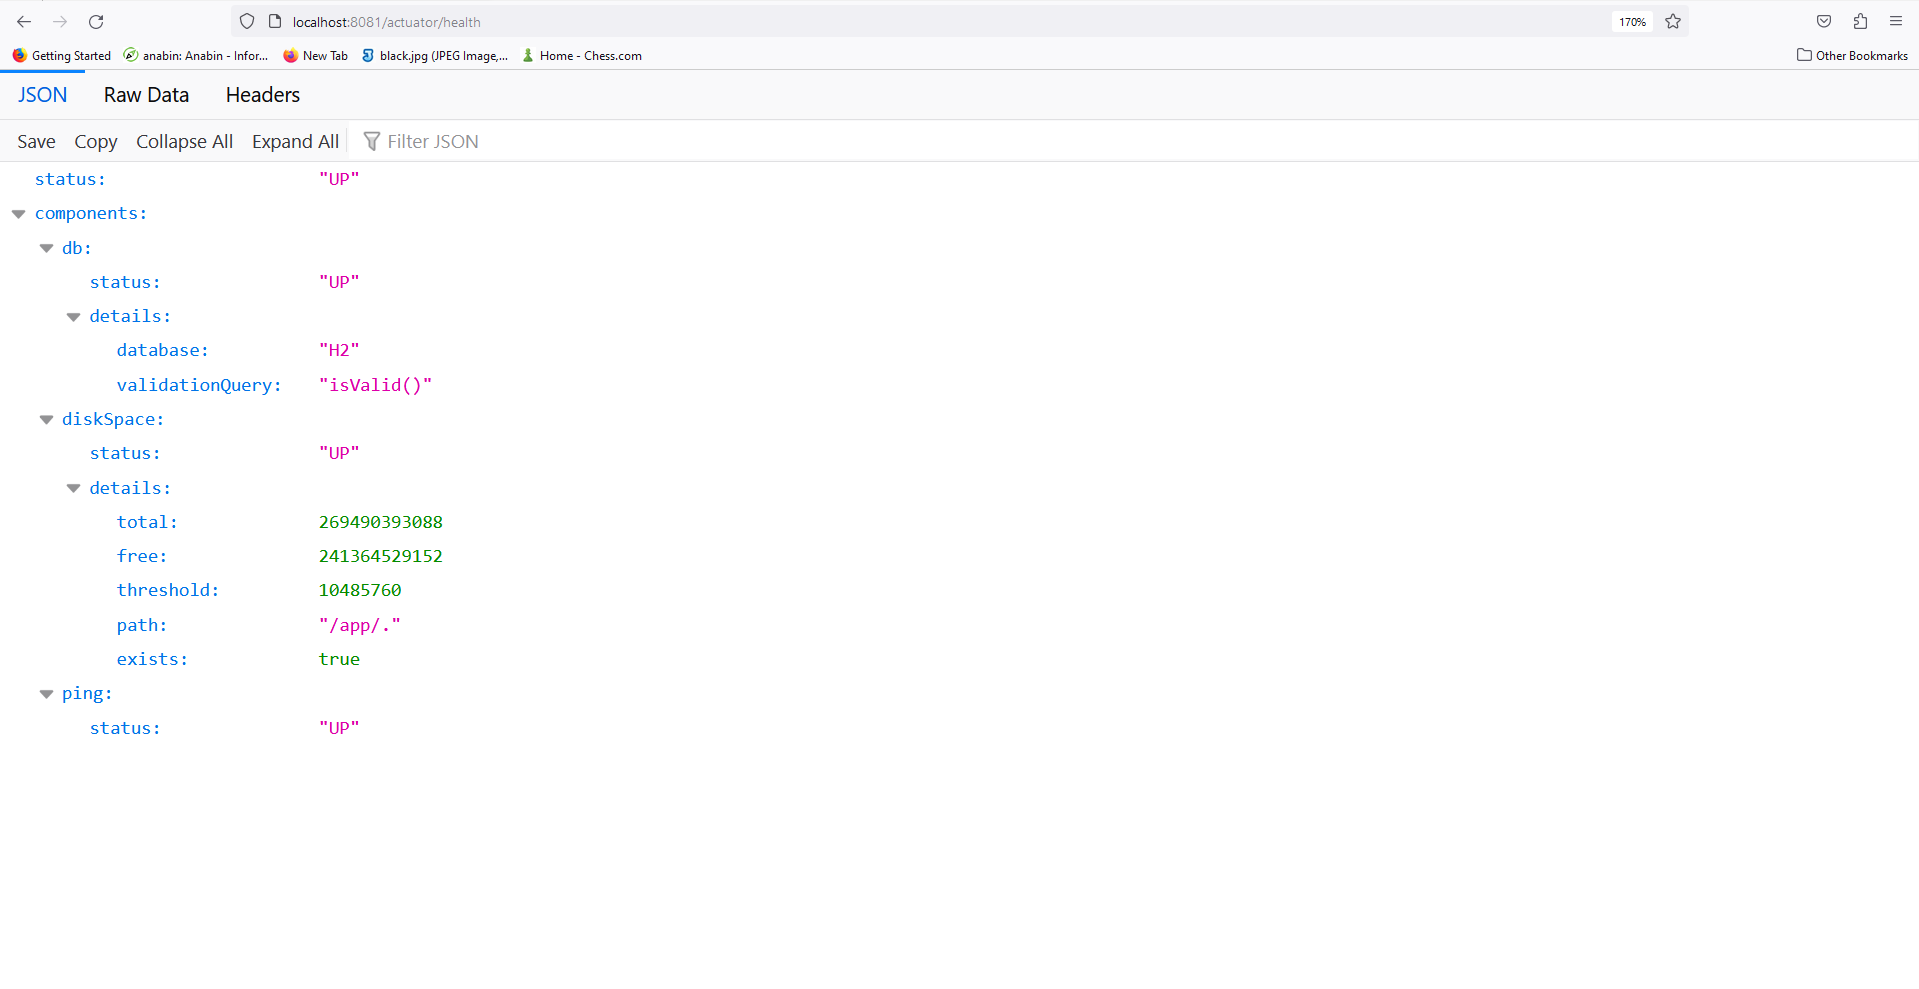 localhost:8081/actuator/health 170%
Getting Started anabin: Anabin - Infor... New Tab black.jpg (JPEG Image,... Home - Chess.com Other Bookmarks
JSON Raw Data Headers
Save Copy Collapse All Expand All Filter JSON
status: "UP"
components:
db:
status: "UP"
details:
database: "H2"
validationQuery: "isValid()"
diskSpace:
status: "UP"
details:
total: 269490393088
free: 241364529152
threshold: 10485760
path: "/app/."
exists: true
ping:
status: "UP"